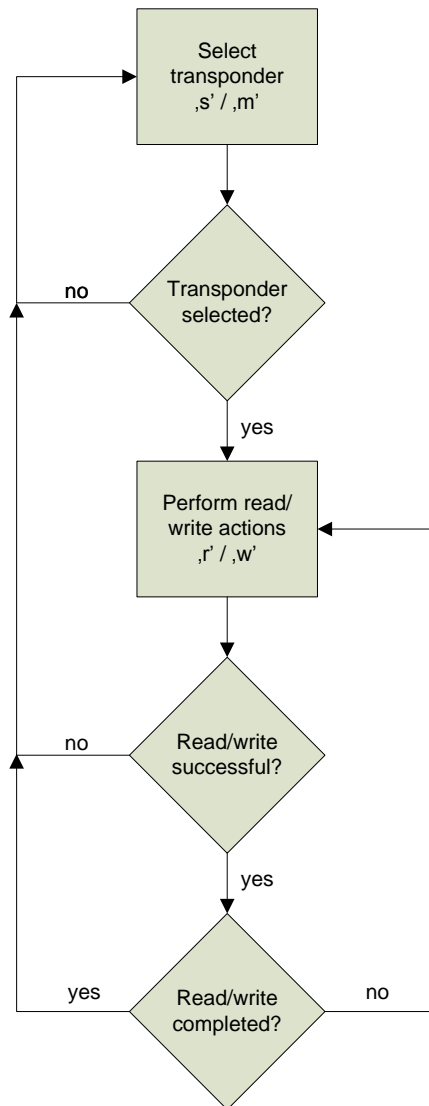 Select
transponder
‚s’ / ‚m’
no
Transponder
selected?
yes
Perform read/
write actions
‚r’ / ‚w’
no
Read/write
successful?
yes
yes
Read/write
completed?
no